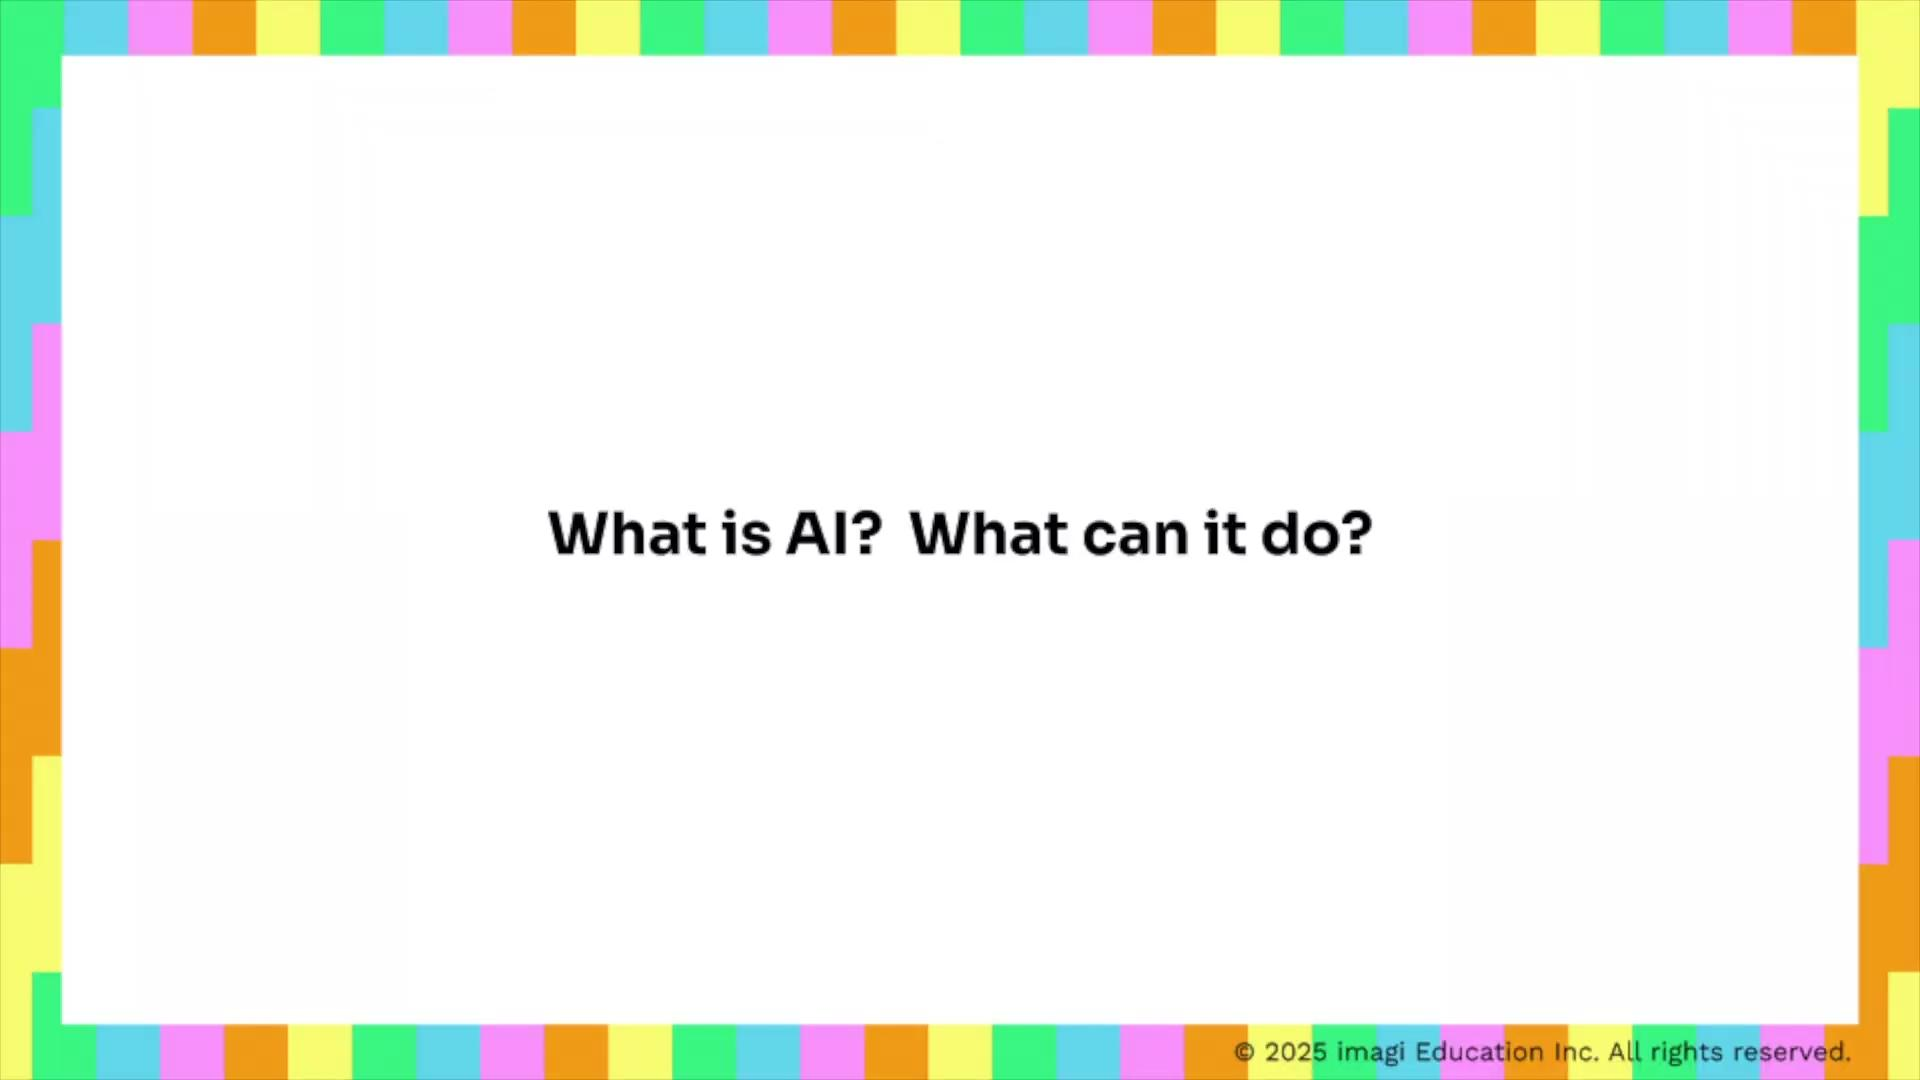 What is AI?  What can it do?
© 2025 imagi Education Inc. All rights reserved.